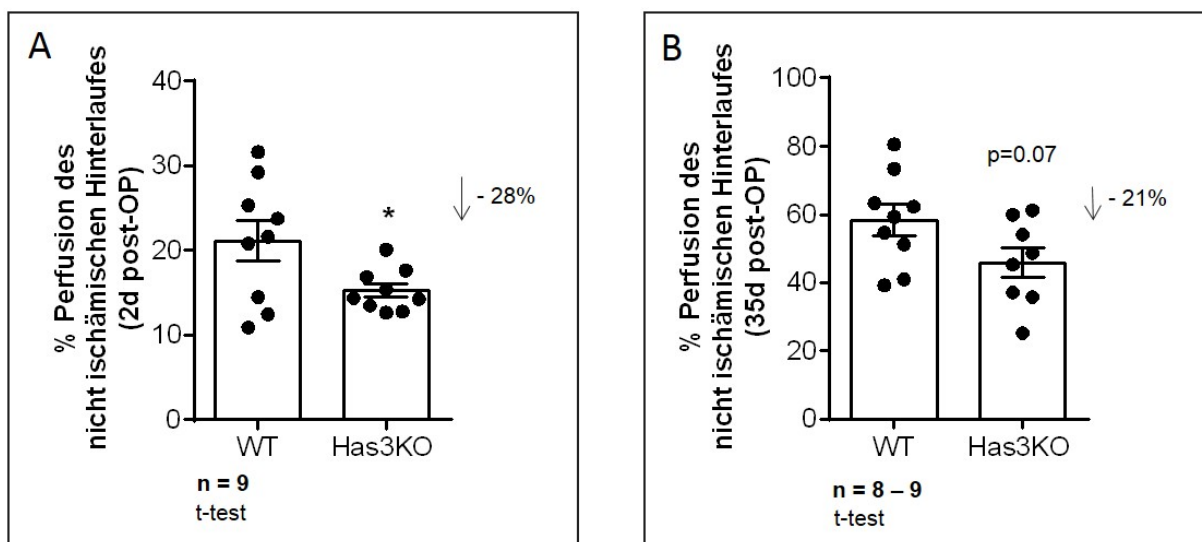 A
% Perfusion des
nicht ischämischen Hinterlaufes
(2d post-OP)
40
30
20
10
0
*
- 28%
WT
Has3KO
n = 9
t-test
B
% Perfusion des
nicht ischämischen Hinterlaufes
(35d post-OP)
100
80
60
40
20
0
p=0.07
- 21%
WT
Has3KO
n = 8 – 9
t-test